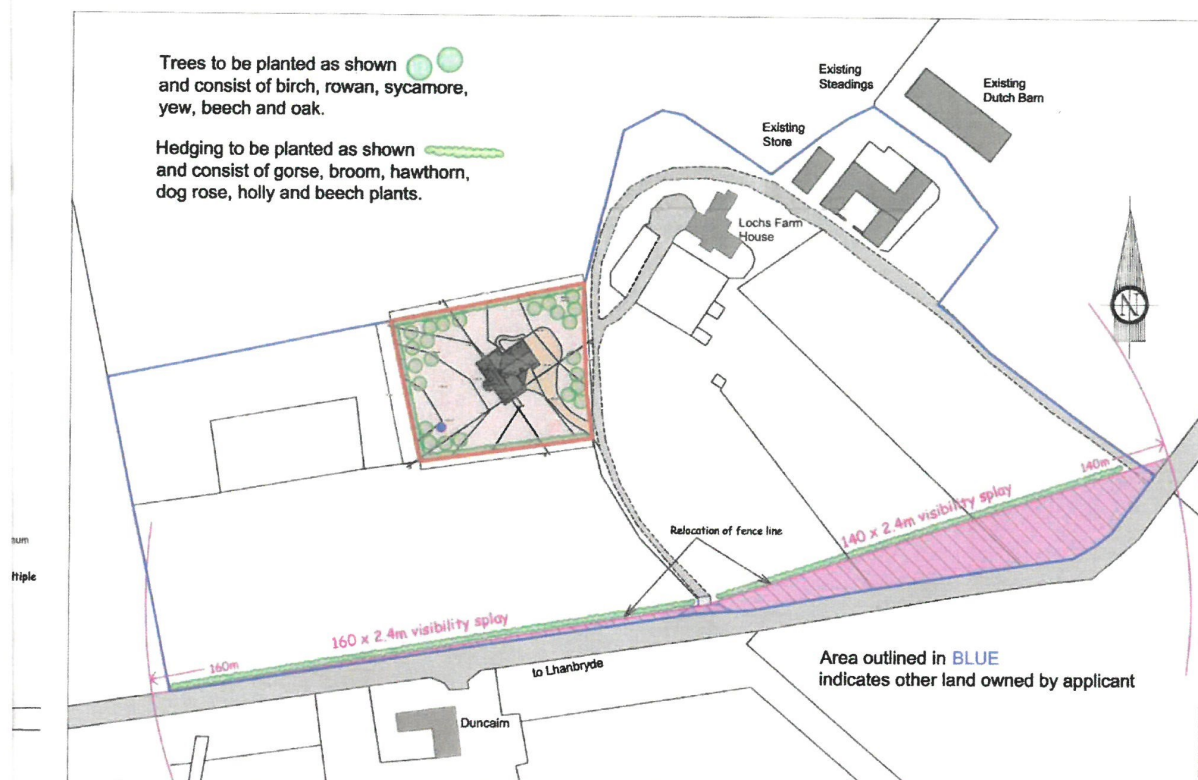 Trees to be planted as shown
and consist of birch, rowan, sycamore,
yew, beech and oak.
Hedging to be planted as shown
and consist of gorse, broom, hawthorn,
dog rose, holly and beech plants.
Existing
Steadings
Existing
Dutch Barn
Existing
Store
Lochs Farm
House
N
140m
140 x 2.4m visibility splay
Relocation of fence line
160 x 2.4m visibility splay
160m
to Lhanbryde
Duncairn
Area outlined in BLUE
indicates other land owned by applicant